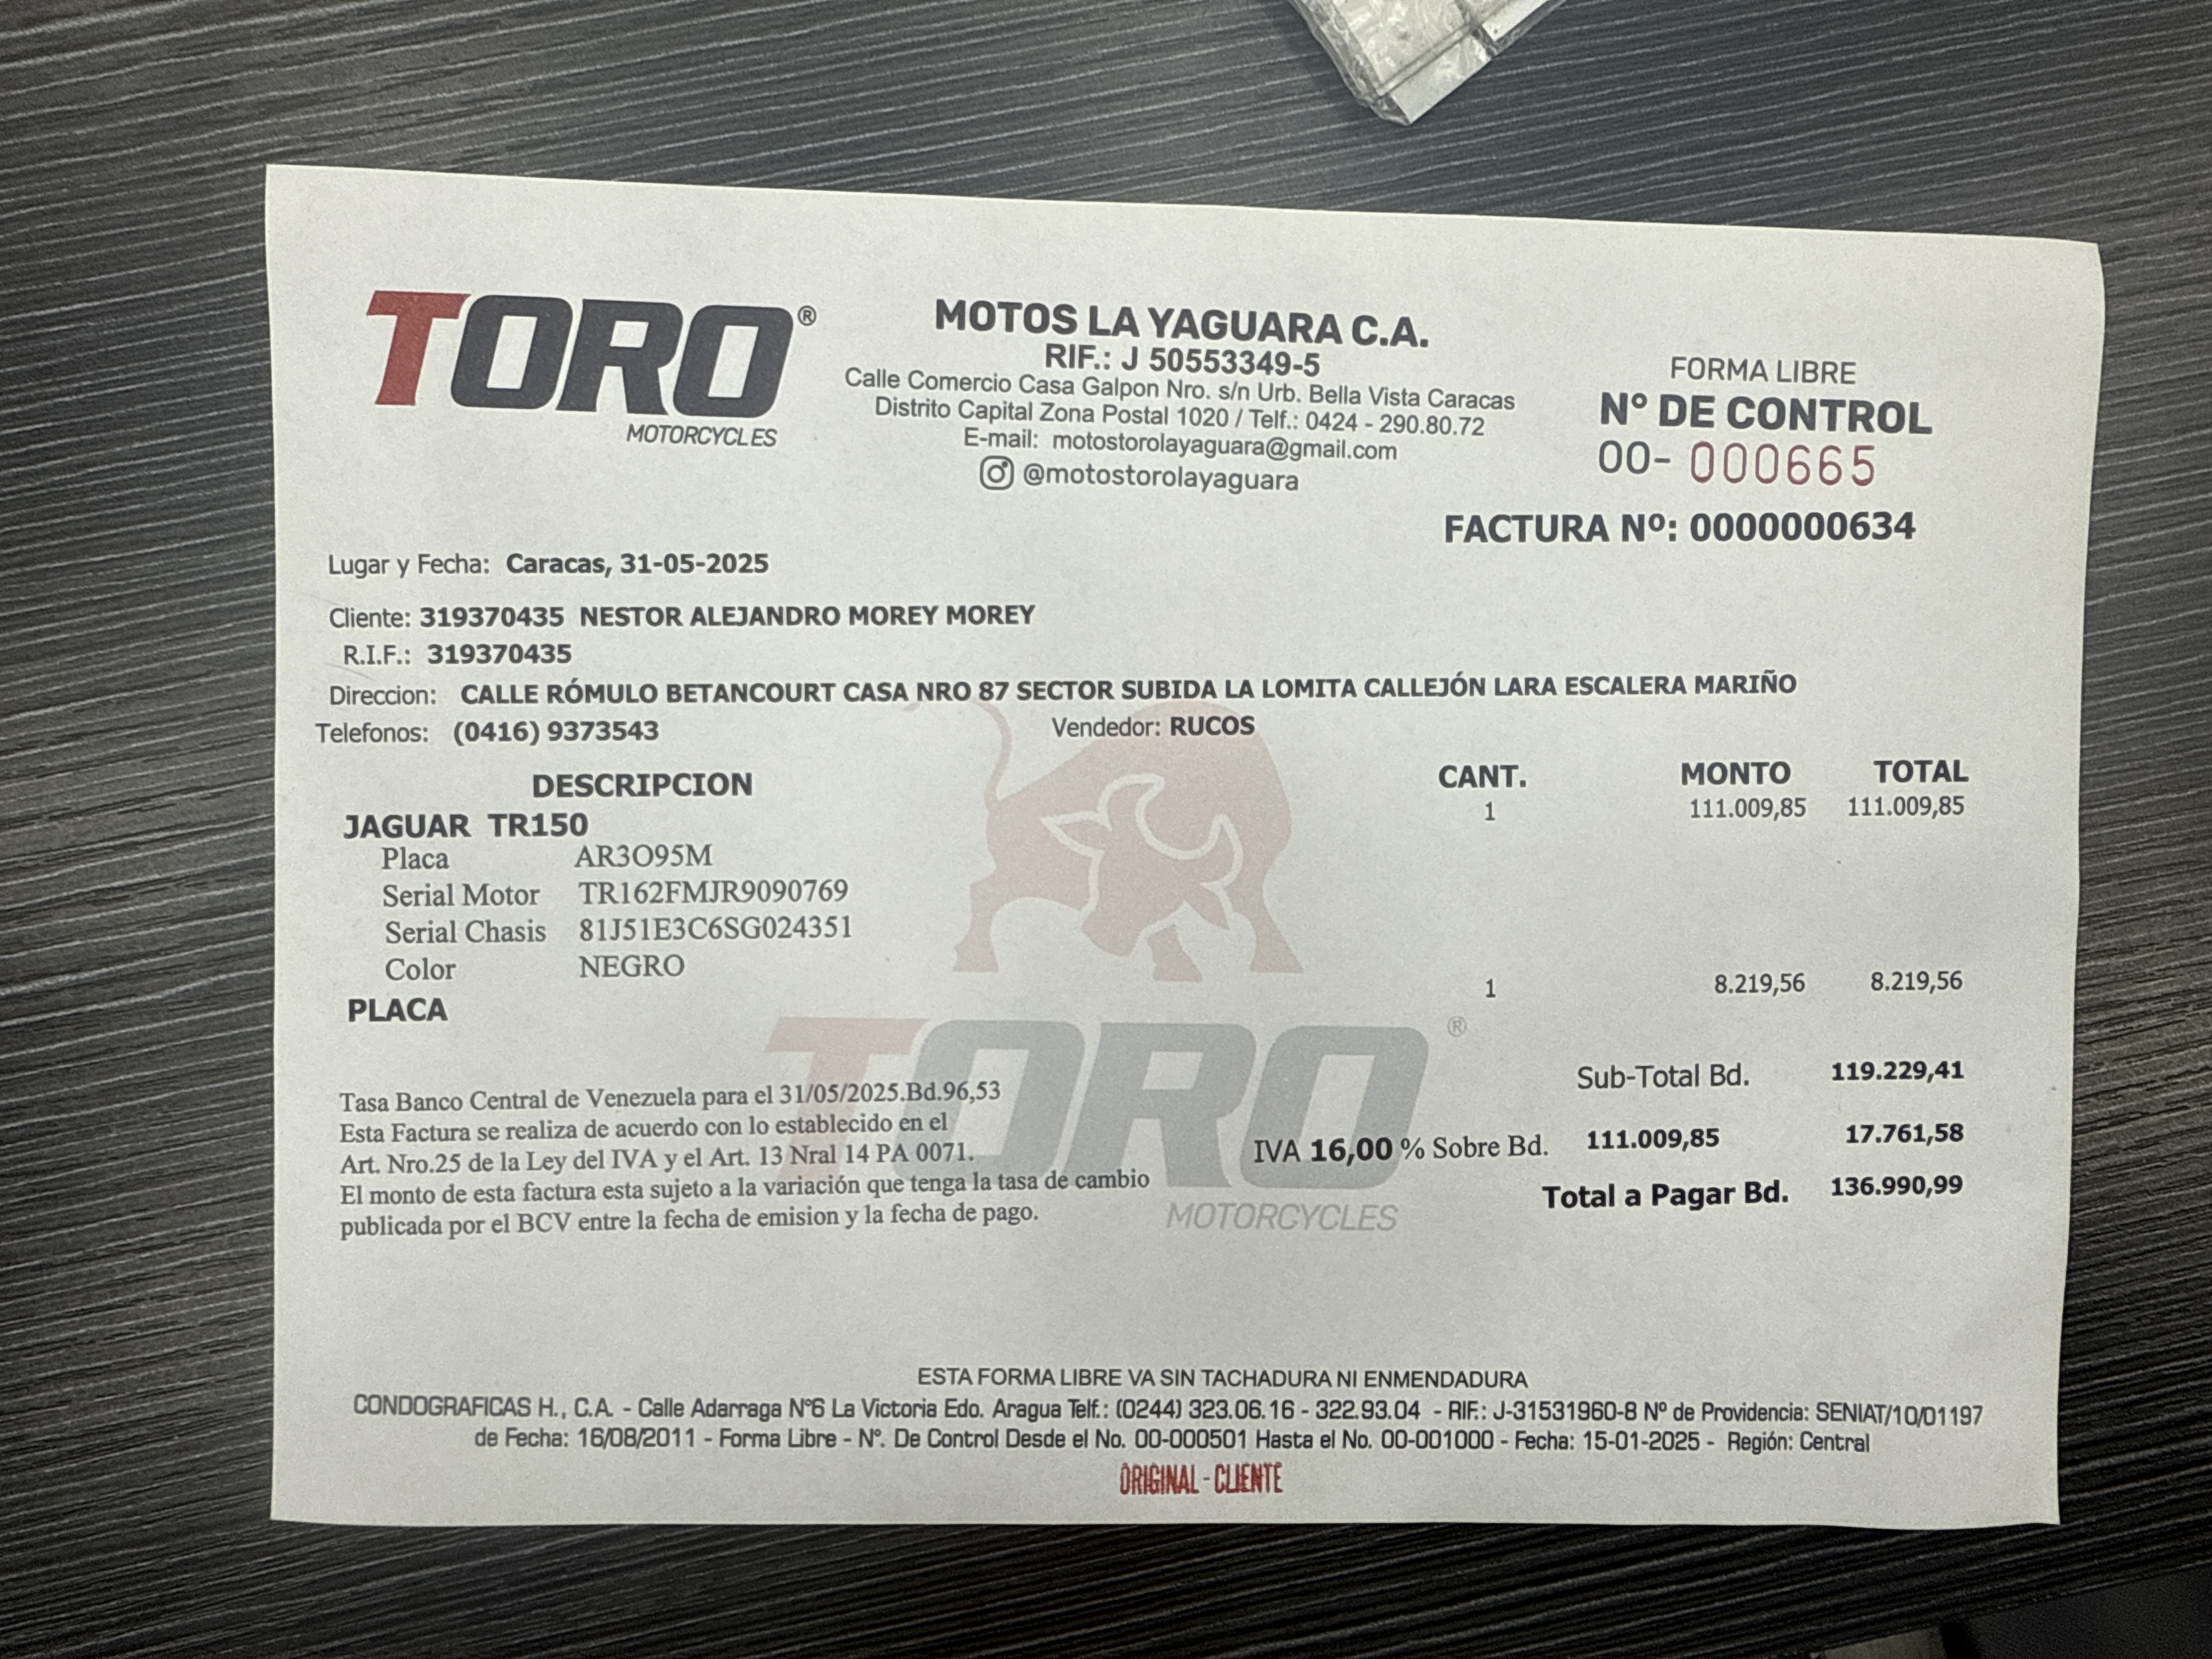 TORO®
MOTORCYCLES
MOTOS LA YAGUARA C.A.
RIF.: J 50553349-5
Calle Comercio Casa Galpon Nro. s/n Urb. Bella Vista Caracas
Distrito Capital Zona Postal 1020 / Telf.: 0424 - 290.80.72
E-mail: motostorolayaguara@gmail.com
@motostorolayaguara
FORMA LIBRE
N° DE CONTROL
00- 000665
FACTURA Nº: 0000000634
Lugar y Fecha: Caracas, 31-05-2025
Cliente: 319370435 NESTOR ALEJANDRO MOREY MOREY
R.I.F.: 319370435
Direccion: CALLE RÓMULO BETANCOURT CASA NRO 87 SECTOR SUBIDA LA LOMITA CALLEJÓN LARA ESCALERA MARIÑO
Telefonos: (0416) 9373543 Vendedor: RUCOS
DESCRIPCION CANT. MONTO TOTAL
JAGUAR TR150 1 111.009,85 111.009,85
Placa AR3O95M
Serial Motor TR162FMJR9090769
Serial Chasis 81J51E3C6SG024351
Color NEGRO
PLACA 1 8.219,56 8.219,56
TORO®
MOTORCYCLES
Tasa Banco Central de Venezuela para el 31/05/2025.Bd.96,53
Esta Factura se realiza de acuerdo con lo establecido en el
Art. Nro.25 de la Ley del IVA y el Art. 13 Nral 14 PA 0071.
El monto de esta factura esta sujeto a la variación que tenga la tasa de cambio
publicada por el BCV entre la fecha de emision y la fecha de pago.
Sub-Total Bd. 119.229,41
IVA 16,00 % Sobre Bd. 111.009,85 17.761,58
Total a Pagar Bd. 136.990,99
ESTA FORMA LIBRE VA SIN TACHADURA NI ENMENDADURA
CONDOGRAFICAS H., C.A. - Calle Adarraga N°6 La Victoria Edo. Aragua Telf.: (0244) 323.06.16 - 322.93.04 - RIF.: J-31531960-8 Nº de Providencia: SENIAT/10/01197
de Fecha: 16/08/2011 - Forma Libre - N°. De Control Desde el No. 00-000501 Hasta el No. 00-001000 - Fecha: 15-01-2025 - Región: Central
ORIGINAL - CLIENTE